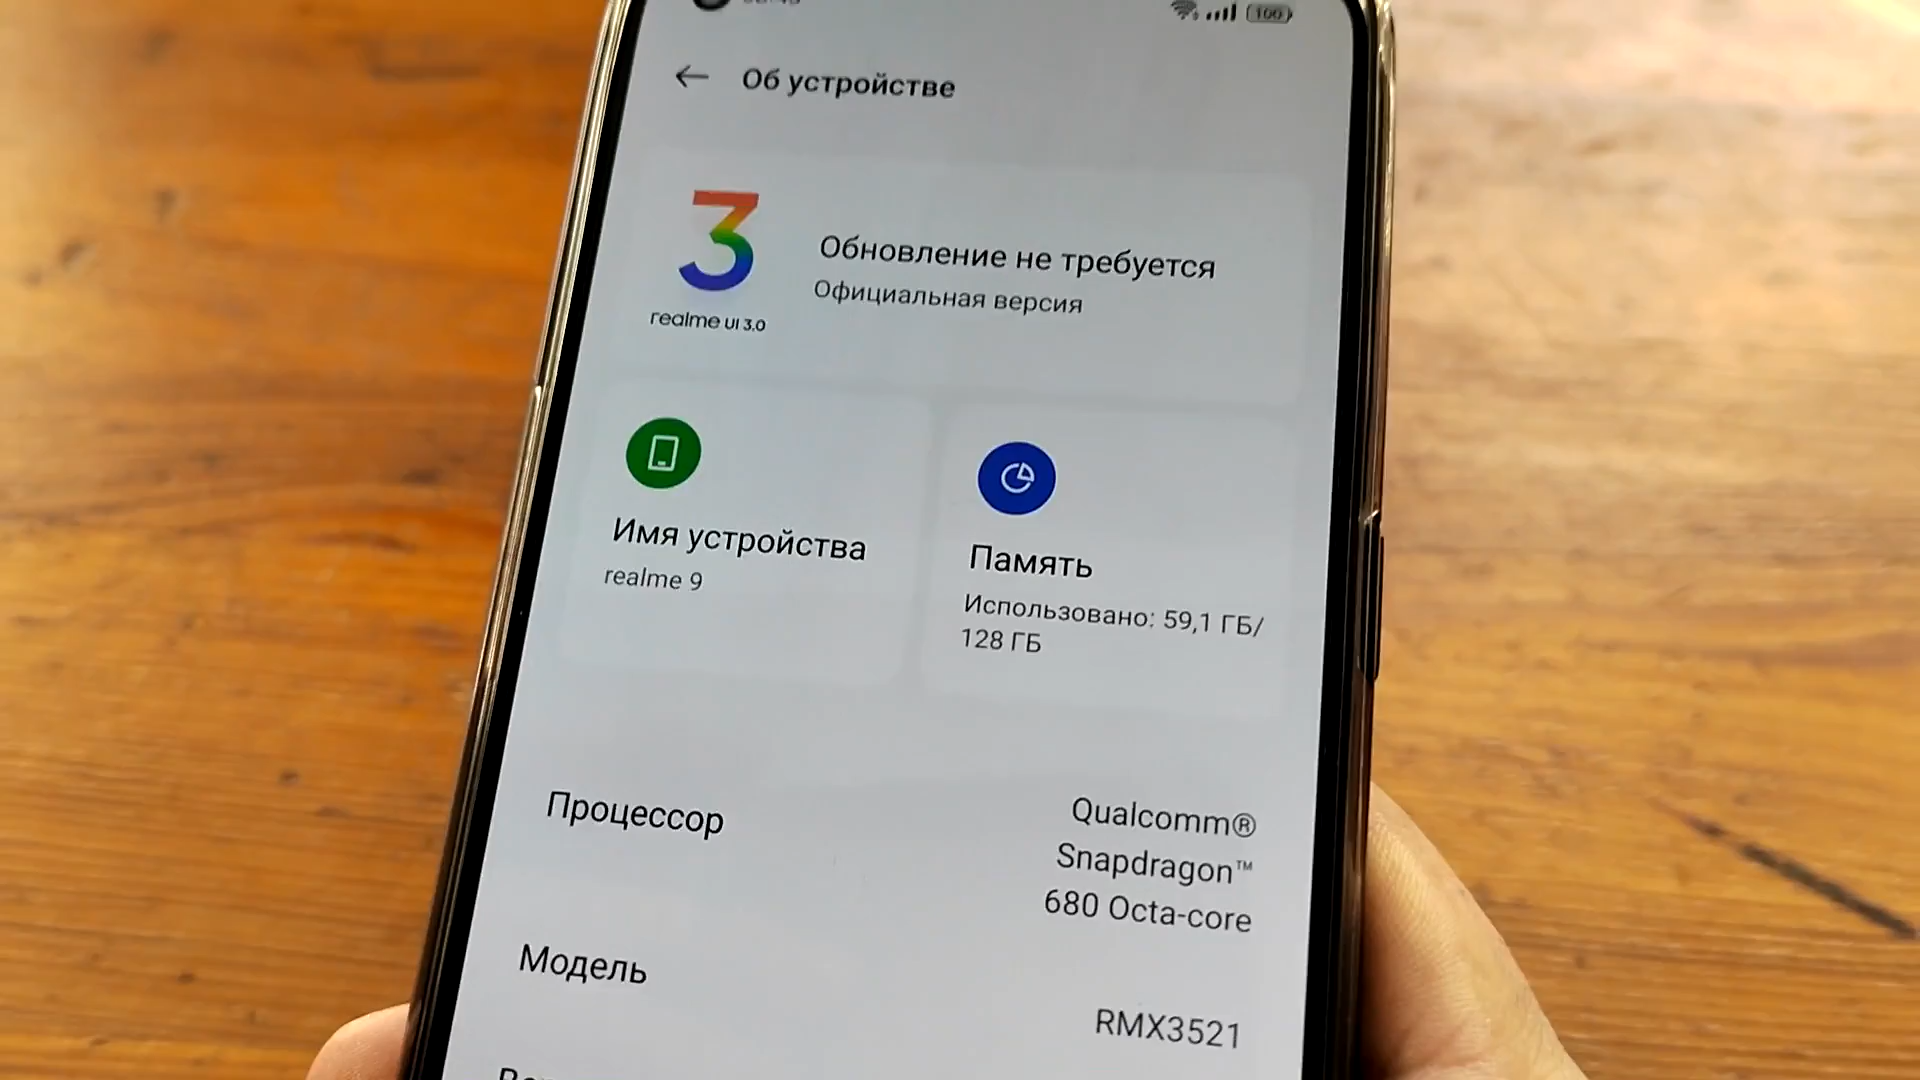 100
Об устройстве
3
realme UI 3.0
Обновление не требуется
Официальная версия
Имя устройства
realme 9
Память
Использовано: 59,1 ГБ/
128 ГБ
Процессор
Qualcomm®
Snapdragon™
680 Octa-core
Модель
RMX3521